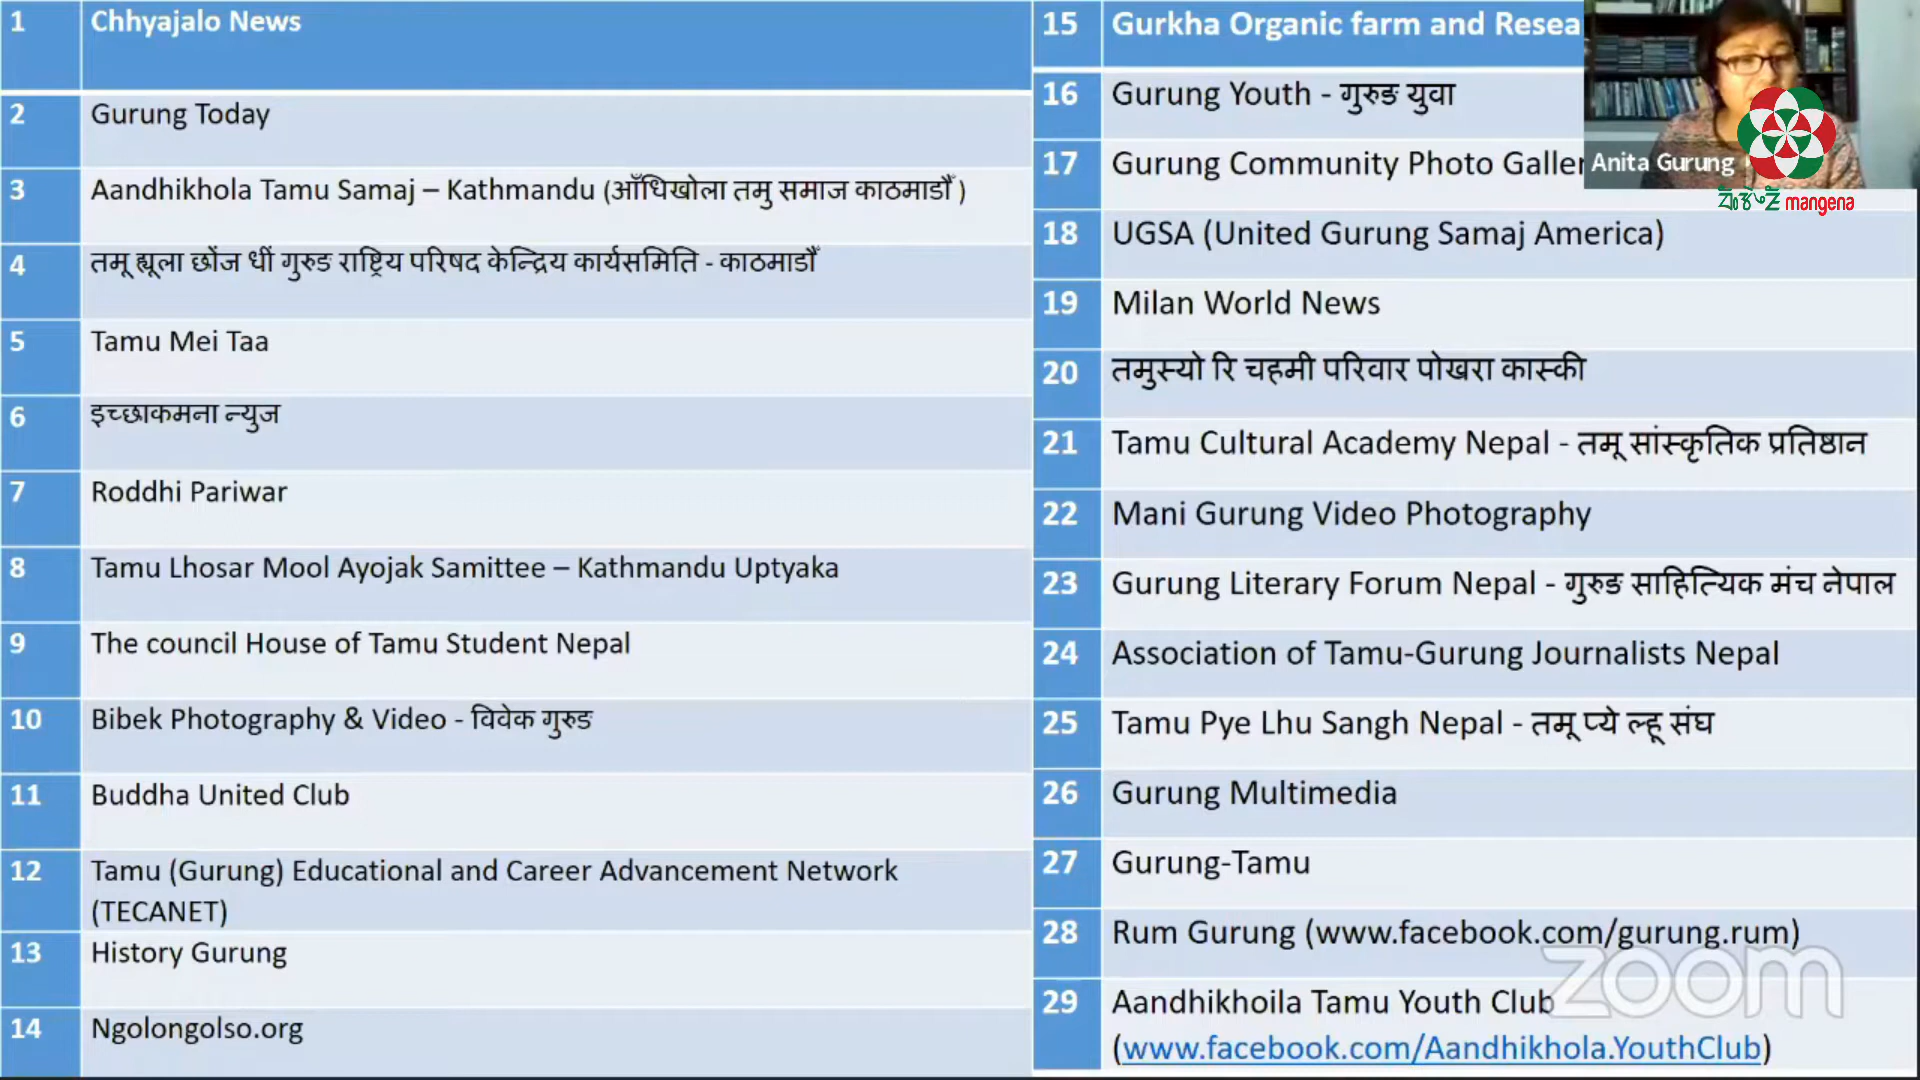 1 Chhyajalo News
2 Gurung Today
3 Aandhikhola Tamu Samaj – Kathmandu (आँधिखोला तमु समाज काठमाडौँ )
4 तमू ह्यूला छोंज धीं गुरुङ राष्ट्रिय परिषद केन्द्रिय कार्यसमिति - काठमाडौँ
5 Tamu Mei Taa
6 इच्छाकमना न्युज
7 Roddhi Pariwar
8 Tamu Lhosar Mool Ayojak Samittee – Kathmandu Uptyaka
9 The council House of Tamu Student Nepal
10 Bibek Photography & Video - विवेक गुरुङ
11 Buddha United Club
12 Tamu (Gurung) Educational and Career Advancement Network
(TECANET)
13 History Gurung
14 Ngolongolso.org
15 Gurkha Organic farm and
16 Gurung Youth - गुरुङ युवा
17 Gurung Community Photo
18 UGSA (United Gurung Samaj America)
19 Milan World News
20 तमुस्यो रि चहमी परिवार पोखरा कास्की
21 Tamu Cultural Academy Nepal - तमू सांस्कृतिक प्रतिष्ठान
22 Mani Gurung Video Photography
23 Gurung Literary Forum Nepal - गुरुङ साहित्यिक मंच नेपाल
24 Association of Tamu-Gurung Journalists Nepal
25 Tamu Pye Lhu Sangh Nepal - तमू प्ये ल्हू संघ
26 Gurung Multimedia
27 Gurung-Tamu
28 Rum Gurung (www.facebook.com/gurung.rum)
29 Aandhikhoila Tamu Youth Club
(www.facebook.com/Aandhikhola.YouthClub)
Anita Gurung
mangena
zoom